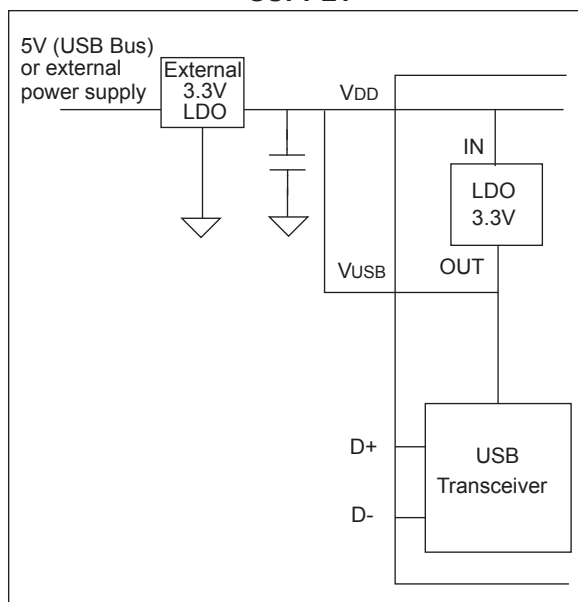 5V (USB Bus)
or external
power supply
External
3.3V
LDO
VDD
IN
LDO
3.3V
VUSB
OUT
D+
USB
Transceiver
D-